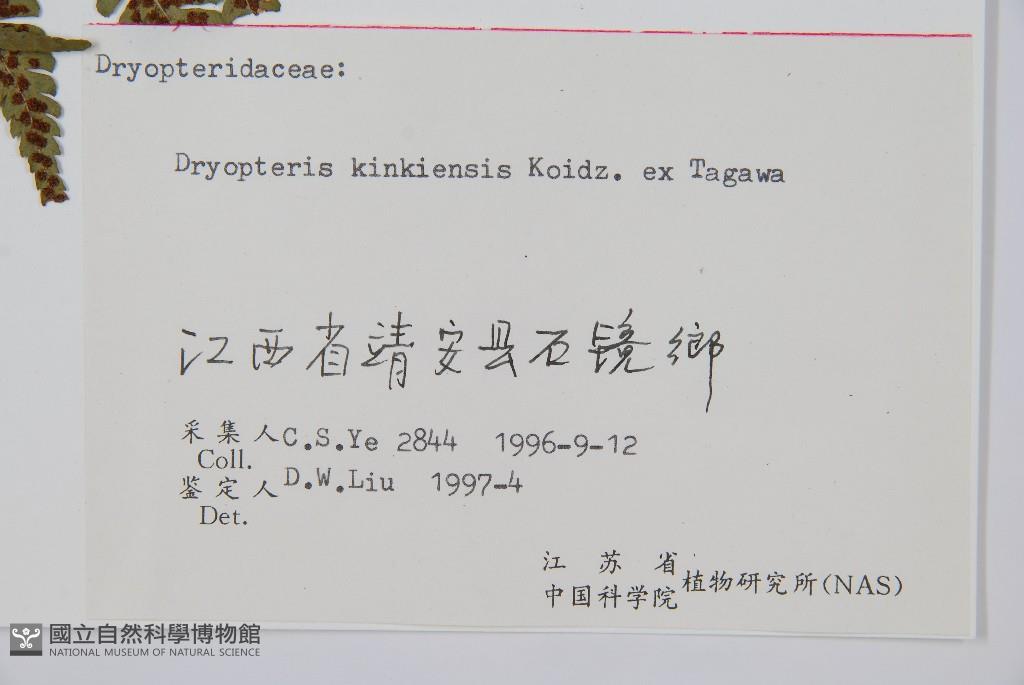 Dryopteridaceae:
Dryopteris kinkiensis Koidz. ex Tagawa
江西省靖安县石镜鄉
采集人 C.S.Ye 2844 1996-9-12
Coll.
鉴定人 D.W.Liu 1997-4
Det.
江苏省
中国科学院 植物研究所(NAS)
國立自然科學博物館
NATIONAL MUSEUM OF NATURAL SCIENCE